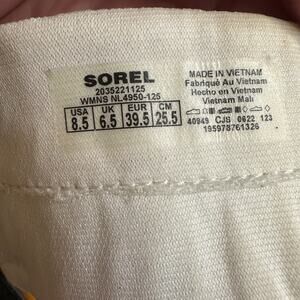 SOREL
2035221125
WMNS NL4950-125
USA UK EUR CM
8.5 6.5 39.5 25.5
MADE IN VIETNAM
Fabriqué Au Vietnam
Hecho en Vietnam
Vietnam Malı
40949 CJS 0622 123
195978761326